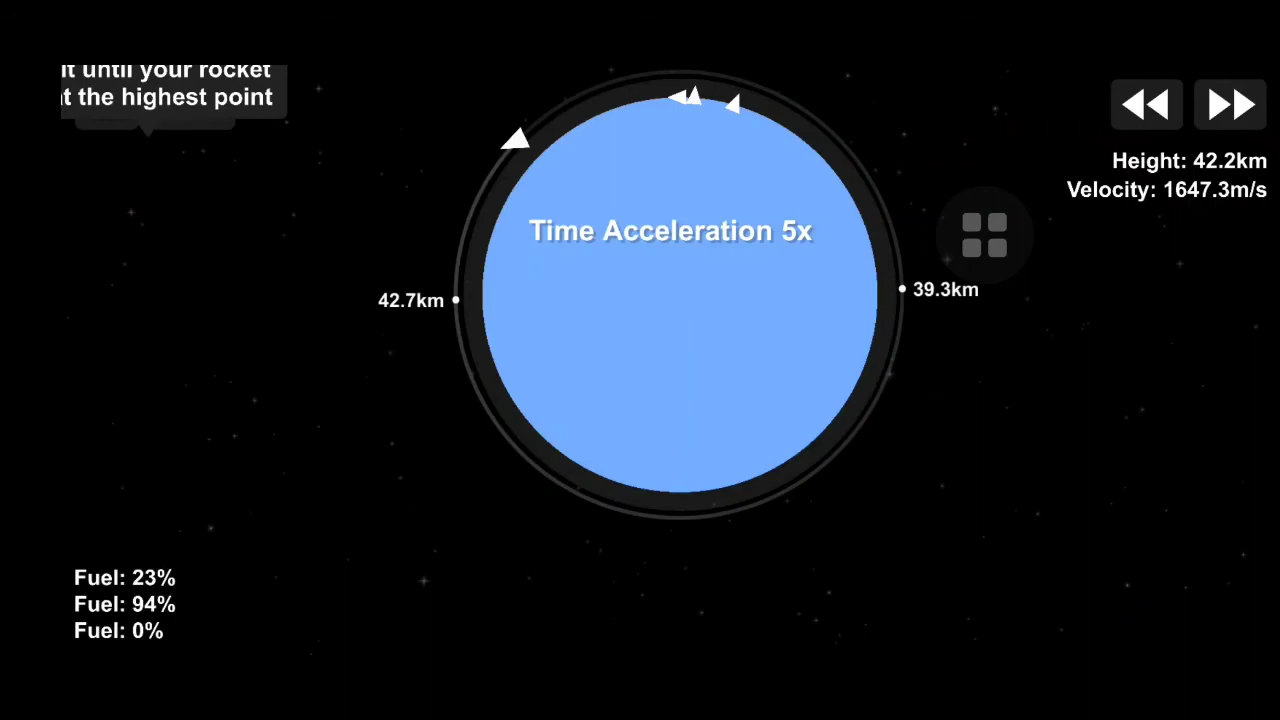 it until your rocket
t the highest point
Height: 42.2km
Velocity: 1647.3m/s
Time Acceleration 5x
42.7km
39.3km
Fuel: 23%
Fuel: 94%
Fuel: 0%